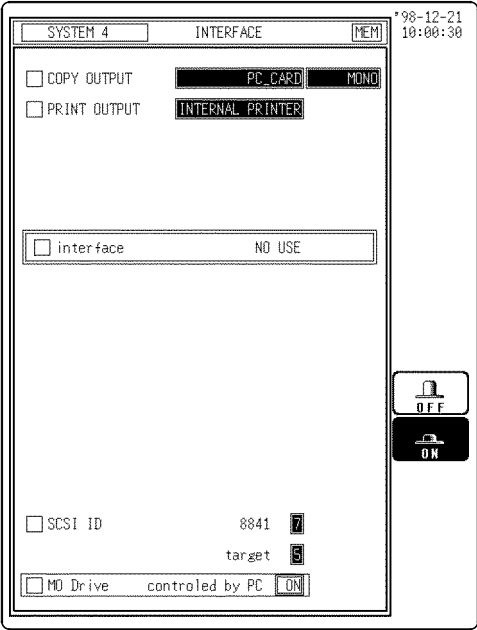 '98-12-21
SYSTEM 4 INTERFACE MEM 10:00:30
COPY OUTPUT PC_CARD MONO
PRINT OUTPUT INTERNAL PRINTER
interface NO USE
OFF
ON
SCSI ID 8841 7
target 5
MO Drive controled by PC ON